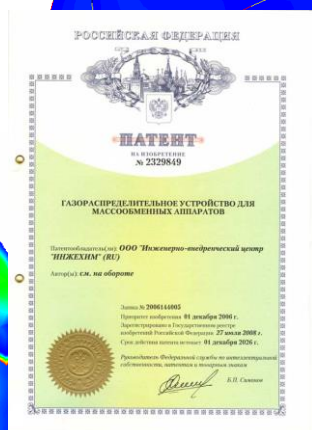 РОССИЙСКАЯ ФЕДЕРАЦИЯ
ПАТЕНТ
НА ИЗОБРЕТЕНИЕ
№ 2329849
ГАЗОРАСПРЕДЕЛИТЕЛЬНОЕ УСТРОЙСТВО ДЛЯ
МАССООБМЕННЫХ АППАРАТОВ
Патентообладатель(ли): ООО "Инженерно-внедренческий центр
"ИНЖЕХИМ" (RU)
Автор(ы): см. на обороте
Заявка № 2006144005
Приоритет изобретения 01 декабря 2006 г.
Зарегистрировано в Государственном реестре
изобретений Российской Федерации 27 июля 2008 г.
Срок действия патента истекает 01 декабря 2026 г.
Руководитель Федеральной службы по интеллектуальной
собственности, патентам и товарным знакам
Б.П. Симонов